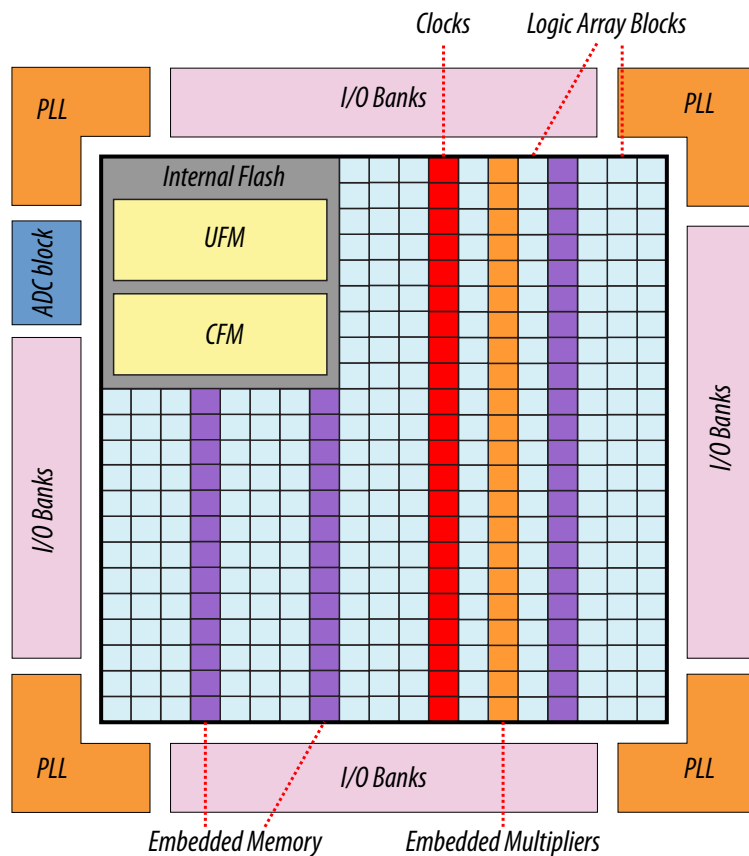 Clocks
Logic Array Blocks
PLL
I/O Banks
PLL
Internal Flash
UFM
ADC block
CFM
I/O Banks
I/O Banks
PLL
I/O Banks
PLL
Embedded Memory
Embedded Multipliers